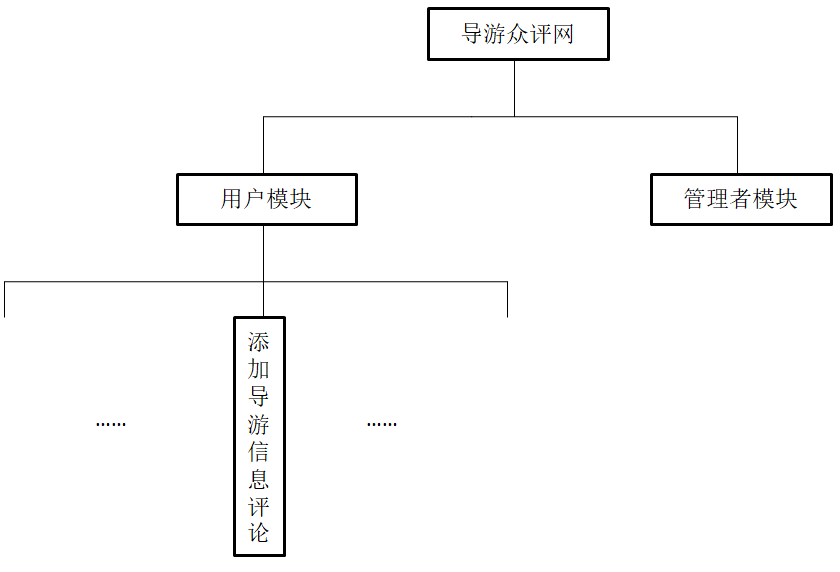 导游众评网
用户模块
管理者模块
添加导游信息评论
……
……